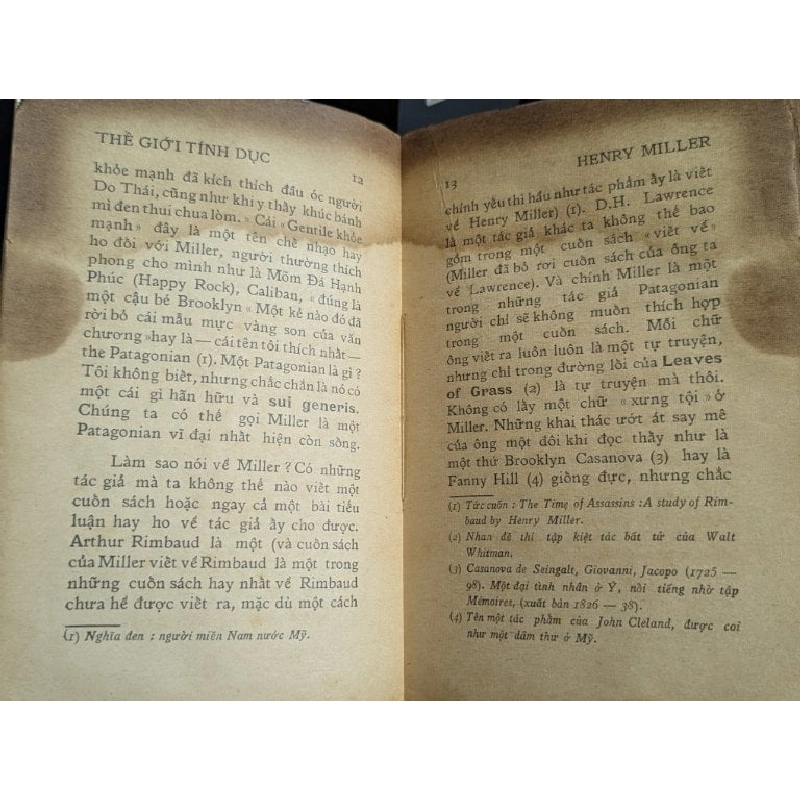 THẾ GIỚI TÍNH DỤC
12
khỏe mạnh đã kích thích đầu óc người
Do Thái, cũng như khi y thấy khúc bánh
mì đen thui chua lòm. » Cái «Gentile khỏe
mạnh» đây là một tên chế nhạo hay
ho đối với Miller, người thường thích
phong cho mình như là Mõm Đá Hạnh
Phúc (Happy Rock), Caliban, « đúng là
một cậu bé Brooklyn « Một kẻ nào đó đã
rời bỏ cái mẫu mực vàng son của văn
chương »hay là — cái tên tôi thích nhất —
the Patagonian (1). Một Patagonian là gì ?
Tôi không biết, nhưng chắc chắn là nó có
một cái gì hãn hữu và sui generis.
Chúng ta có thể gọi Miller là một
Patagonian vĩ đại nhất hiện còn sống.
Làm sao nói về Miller ? Có những
tác giả mà ta không thể nào viết một
cuốn sách hoặc ngay cả một bài tiểu
luận hay ho về tác giả ấy cho được.
Arthur Rimbaud là một (và cuốn sách
của Miller viết về Rimbaud là một trong
những cuốn sách hay nhất về Rimbaud
chưa hề được viết ra, mặc dù một cách
(1) Nghĩa đen : người miền Nam nước Mỹ.
13
HENRY MILLER
chính yếu thì hầu như tác phẩm ấy là viết
về Henry Miller) (1). D.H. Lawrence
là một tác giả khác ta không thể bao
gồm trong một cuốn sách «viết về»
(Miller đã bỏ rơi cuốn sách của ông ta
về Lawrence). Và chính Miller là một
trong những tác giả Patagonian
người chỉ sẽ không muốn thích hợp
trong một cuốn sách. Mỗi chữ
ông viết ra luôn luôn là một tự truyện,
nhưng chỉ trong đường lối của Leaves
of Grass (2) là tự truyện mà thôi.
Không có lấy một chữ «xưng tội» ở
Miller. Những khai thác ướt át say mê
của ông một đôi khi đọc thấy như là
một thứ Brooklyn Casanova (3) hay là
Fanny Hill (4) giống đực, nhưng chắc
(1) Tức cuốn : The Time of Assassins : A study of Rim-
baud by Henry Miller.
(2) Nhan đề thi tập kiệt tác bất tử của Walt
Whitman.
(3) Casanova de Seingalt, Giovanni, Jacopo (1725 —
98). Một đại tình nhân ở Ý, nổi tiếng nhờ tập
Mémoires, (xuất bản 1826 — 38).
(4) Tên một tác phẩm của John Cleland, được coi
như một dâm thư ở Mỹ.